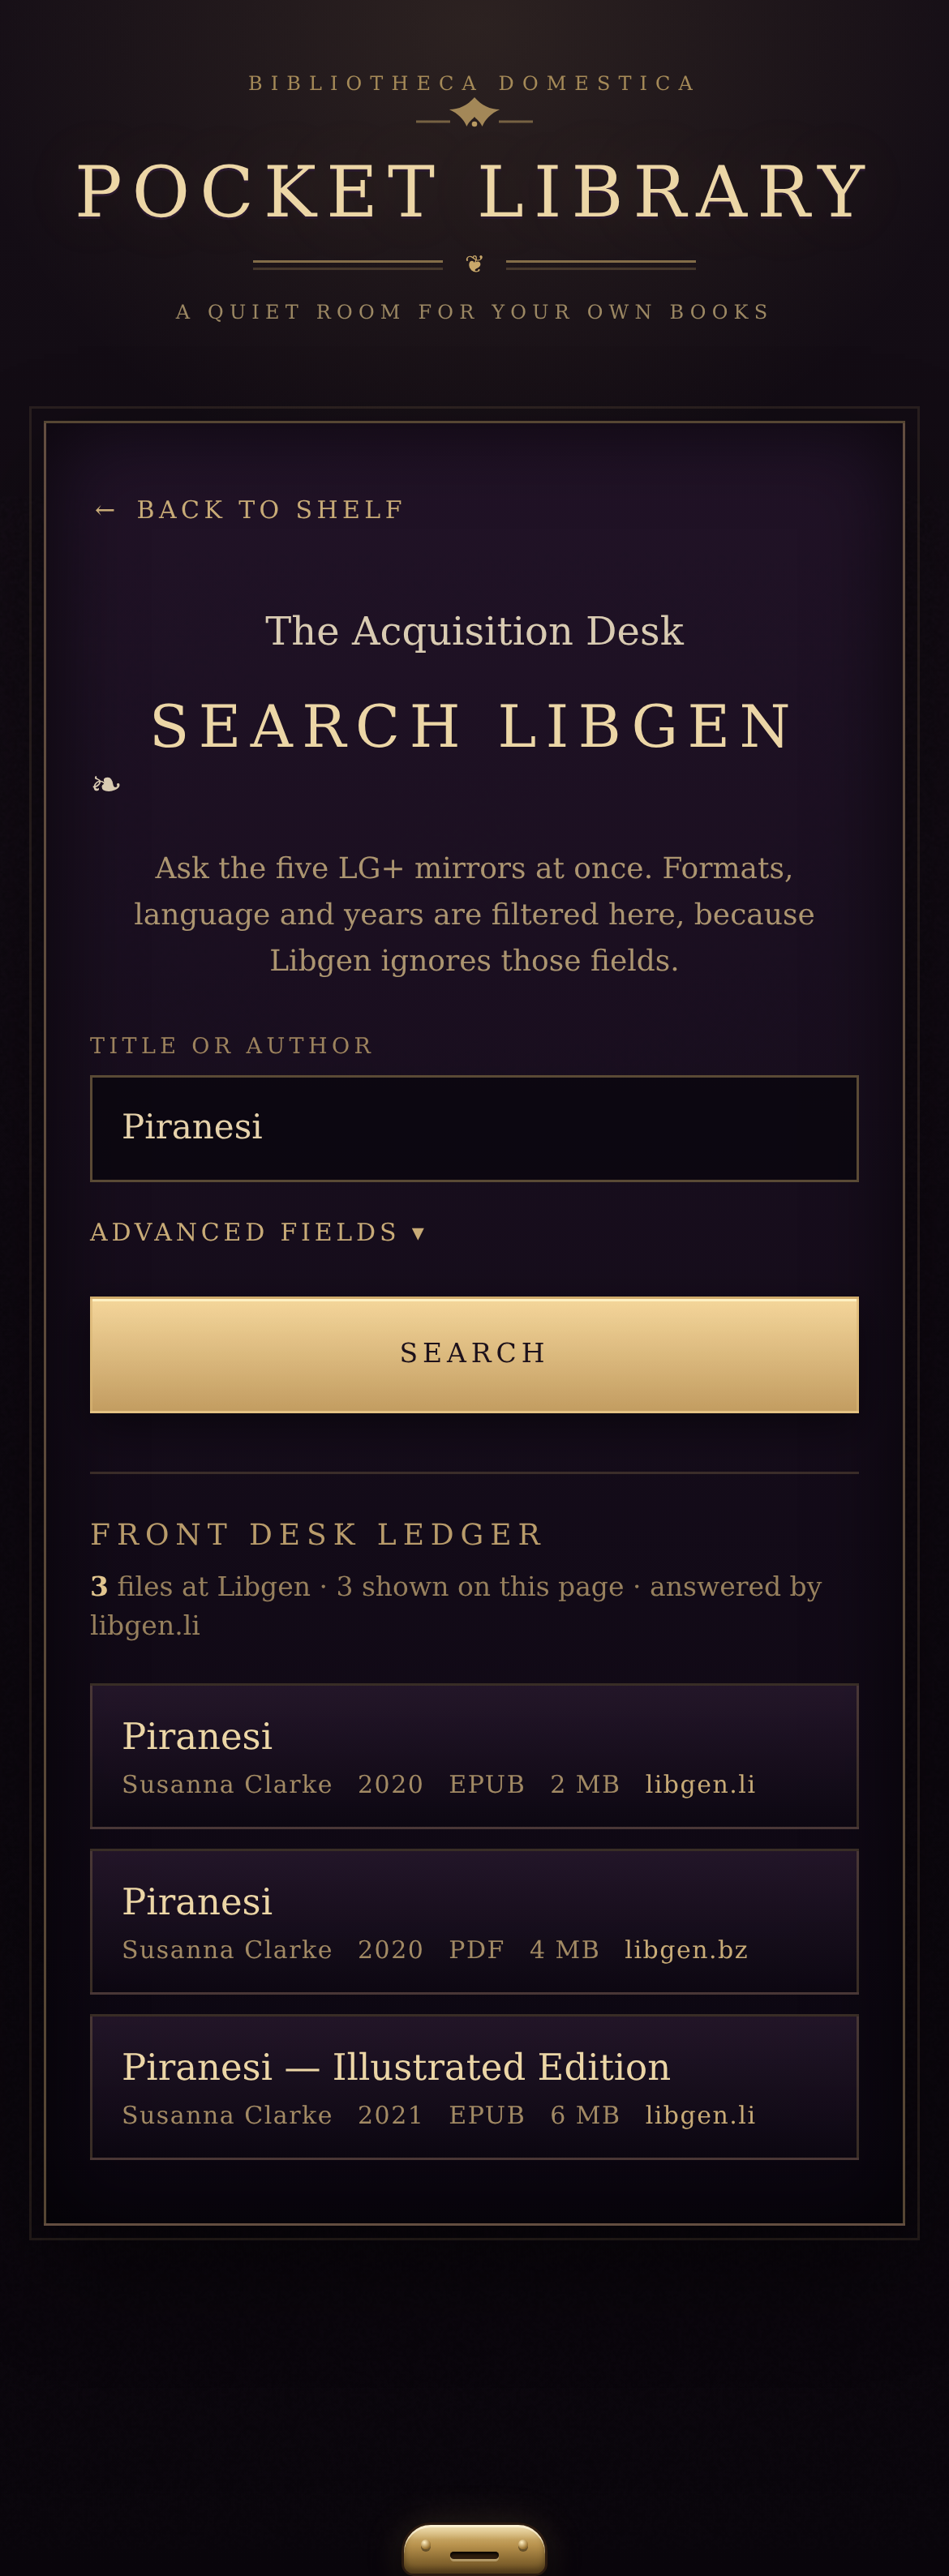 BIBLIOTHECA DOMESTICA
POCKET LIBRARY
❦
A QUIET ROOM FOR YOUR OWN BOOKS
← BACK TO SHELF
The Acquisition Desk
SEARCH LIBGEN
❧
Ask the five LG+ mirrors at once. Formats,
language and years are filtered here, because
Libgen ignores those fields.
TITLE OR AUTHOR
Piranesi
ADVANCED FIELDS ▾
SEARCH
FRONT DESK LEDGER
3 files at Libgen · 3 shown on this page · answered by
libgen.li
Piranesi
Susanna Clarke 2020 EPUB 2 MB libgen.li
Piranesi
Susanna Clarke 2020 PDF 4 MB libgen.bz
Piranesi — Illustrated Edition
Susanna Clarke 2021 EPUB 6 MB libgen.li